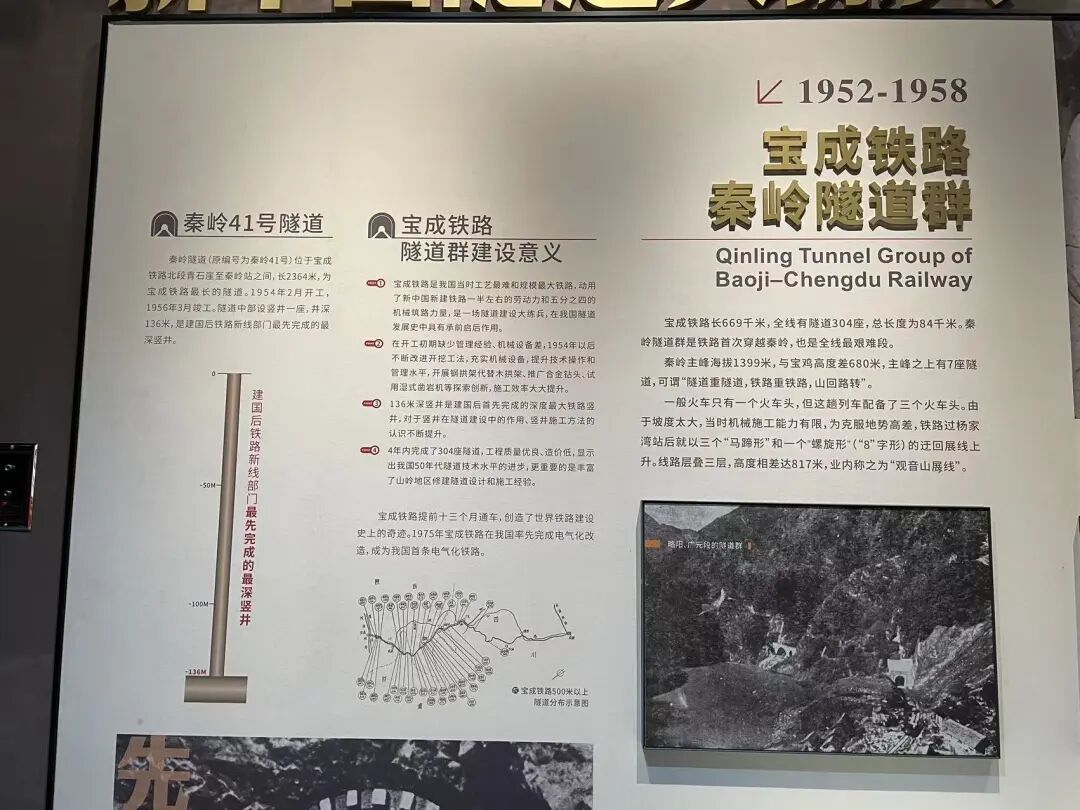 1952-1958
宝成铁路
秦岭隧道群
Qinling Tunnel Group of
Baoji–Chengdu Railway
宝成铁路长669千米，全线有隧道304座，总长度为84千米。秦
岭隧道群是铁路首次穿越秦岭，也是全线最艰难段。
秦岭主峰海拔1399米，与宝鸡高度差680米，主峰之上有7座隧
道，可谓“隧道重隧道，铁路重铁路，山回路转”。
一般火车只有一个火车头，但这趟列车配备了三个火车头。由
于坡度太大，当时机械施工能力有限，为克服地势高差，铁路过杨家
湾站后就以三个“马蹄形”和一个“螺旋形”（“8”字形）的迂回展线上
升。线路层叠三层，高度相差达817米，业内称之为“观音山展线”。
略阳、广元段的隧道群
秦岭41号隧道
秦岭隧道（原编号为秦岭41号）位于宝成
铁路北段青石崖至秦岭站之间，长2364米，为
宝成铁路最长的隧道。1954年2月开工，
1956年3月竣工。隧道中部设竖井一座，井深
136米，是建国后铁路新线部门最先完成的最
深竖井。
0
-50M
-100M
-136M
建国后铁路新线部门最先完成的最深竖井
宝成铁路
隧道群建设意义
1
宝成铁路是我国当时工艺最难和规模最大铁路，动用
了新中国新建铁路一半左右的劳动力和五分之四的
机械筑路力量，是一场隧道建设大练兵，在我国隧道
发展史中具有承前启后作用。
2
在开工初期缺少管理经验、机械设备差，1954年以后
不断改进开挖工法，充实机械设备，提升技术操作和
管理水平，开展钢拱架代替木拱架、推广合金钻头、试
用湿式凿岩机等探索创新，施工效率大大提升。
3
136米深竖井是建国后首先完成的深度最大铁路竖
井，对于竖井在隧道建设中的作用、竖井施工方法的
认识不断提升。
4
4年内完成了304座隧道，工程质量优良、造价低，显示
出我国50年代隧道技术水平的进步，更重要的是丰富
了山岭地区修建隧道设计和施工经验。
宝成铁路提前十三个月通车，创造了世界铁路建设
史上的奇迹。1975年宝成铁路在我国率先完成电气化改
造，成为我国首条电气化铁路。
四
川
宝成铁路500米以上
隧道分布示意图
先